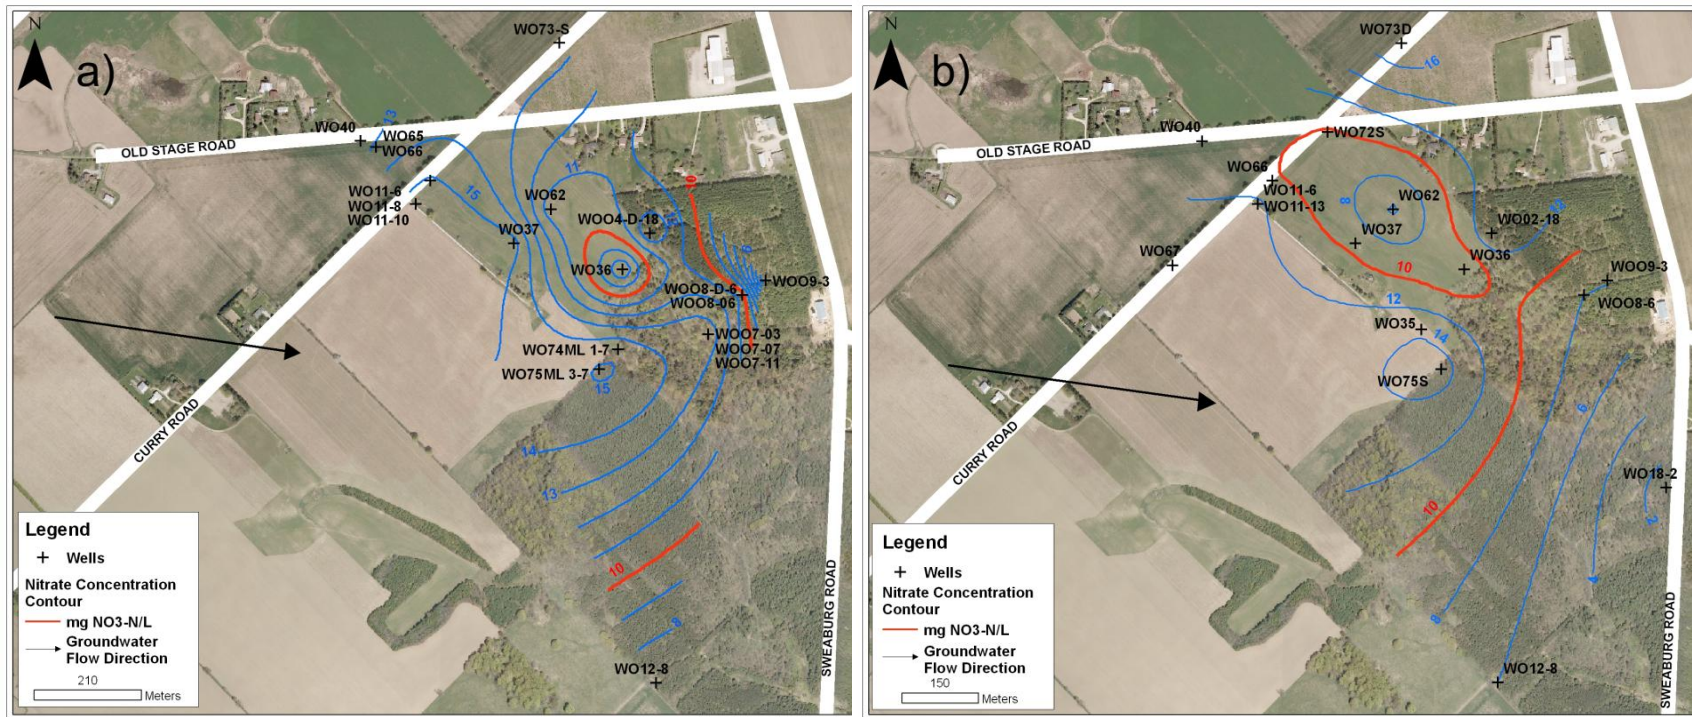 N
a)
WO73-S
13
WO40
WO65
WO66
OLD STAGE ROAD
WO11-6
WO11-8
WO11-10
15
11
10
WO62
WOO4-D-18
WO37
WO36
WOO9-3
WOO8-D-6
WOO8-06
WOO7-03
WOO7-07
WOO7-11
WO74ML 1-7
WO75ML 3-7
15
CURRY ROAD
14
13
10
8
WO12-8
SWEABURG ROAD
Legend
Wells
Nitrate Concentration
Contour
mg NO3-N/L
Groundwater
Flow Direction
210
Meters
N
b)
WO73D
16
WO40
WO72S
OLD STAGE ROAD
WO66
WO11-6
WO11-13
8
WO62
WO02-18
12
WO37
WO67
WO36
10
WOO9-3
WOO8-6
12
WO35
14
WO75S
CURRY ROAD
6
WO18-2
2
10
4
8
WO12-8
SWEABURG ROAD
Legend
Wells
Nitrate Concentration
Contour
mg NO3-N/L
Groundwater
Flow Direction
150
Meters